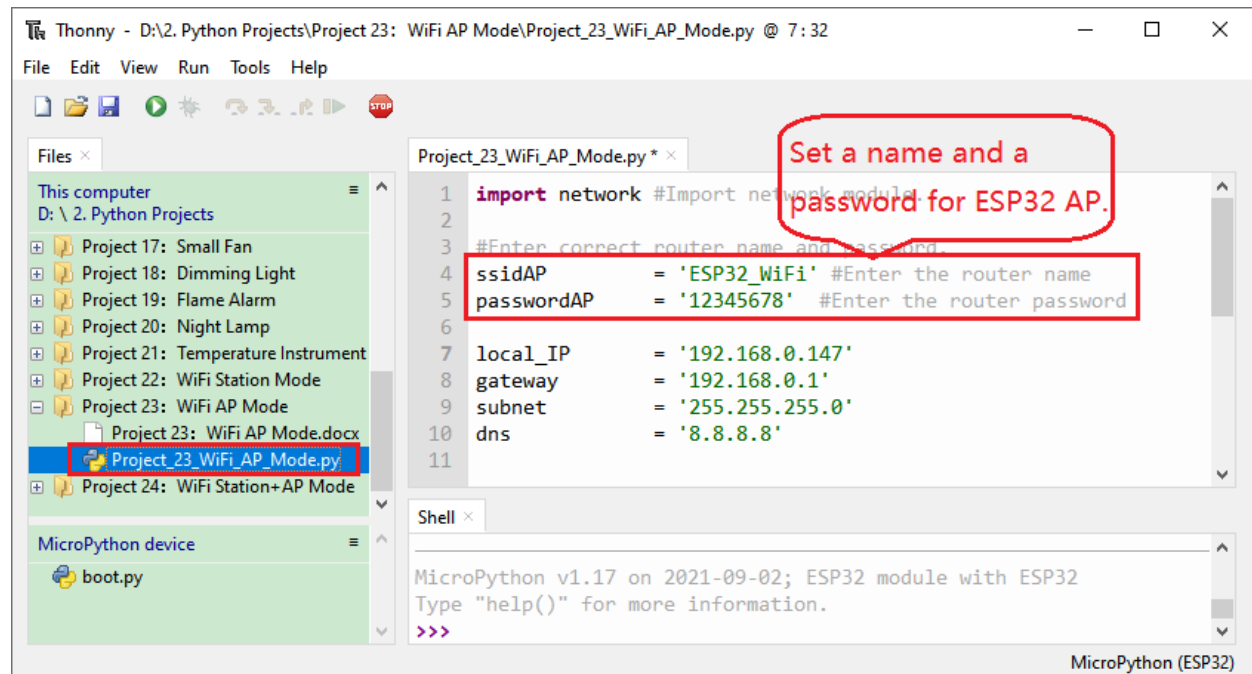 Thonny - D:\2. Python Projects\Project 23: WiFi AP Mode\Project_23_WiFi_AP_Mode.py @ 7:32
File Edit View Run Tools Help
STOP
Files
This computer
D: \ 2. Python Projects
Project 17: Small Fan
Project 18: Dimming Light
Project 19: Flame Alarm
Project 20: Night Lamp
Project 21: Temperature Instrument
Project 22: WiFi Station Mode
Project 23: WiFi AP Mode
Project 23: WiFi AP Mode.docx
Project_23_WiFi_AP_Mode.py
Project 24: WiFi Station+AP Mode
MicroPython device
boot.py
Project_23_WiFi_AP_Mode.py *
Set a name and a
password for ESP32 AP.
1 import network #Import network module.
2
3 #Enter correct router name and password.
4 ssidAP = 'ESP32_WiFi' #Enter the router name
5 passwordAP = '12345678' #Enter the router password
6
7 local_IP = '192.168.0.147'
8 gateway = '192.168.0.1'
9 subnet = '255.255.255.0'
10 dns = '8.8.8.8'
11
Shell
MicroPython v1.17 on 2021-09-02; ESP32 module with ESP32
Type "help()" for more information.
>>>
MicroPython (ESP32)